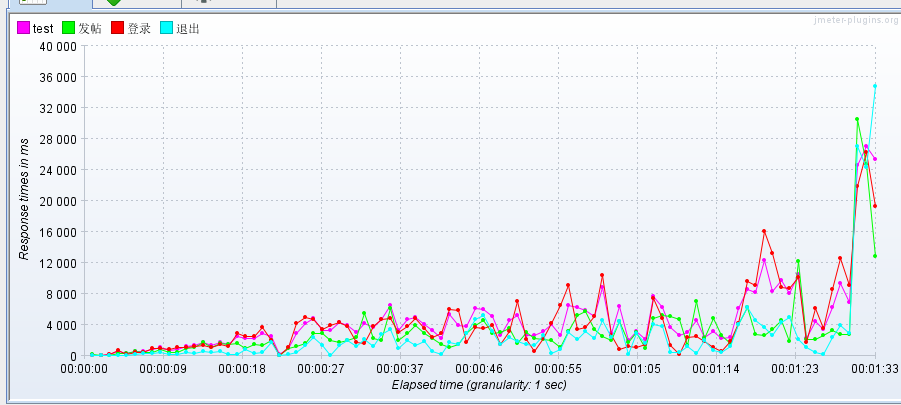 jmeter-plugins.org
test 发帖 登录 退出
40 000
36 000
32 000
28 000
24 000
20 000
16 000
12 000
8 000
4 000
0
Response times in ms
00:00:00 00:00:09 00:00:18 00:00:27 00:00:37 00:00:46 00:00:55 00:01:05 00:01:14 00:01:23 00:01:33
Elapsed time (granularity: 1 sec)